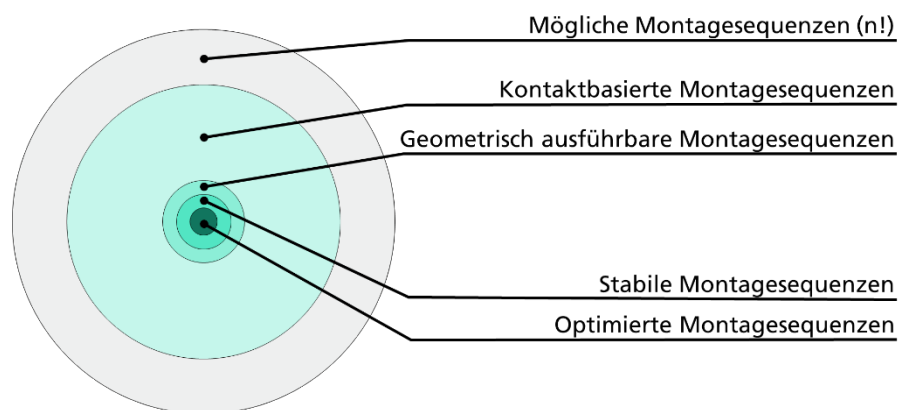 Mögliche Montagesequenzen (n!)
Kontaktbasierte Montagesequenzen
Geometrisch ausführbare Montagesequenzen
Stabile Montagesequenzen
Optimierte Montagesequenzen